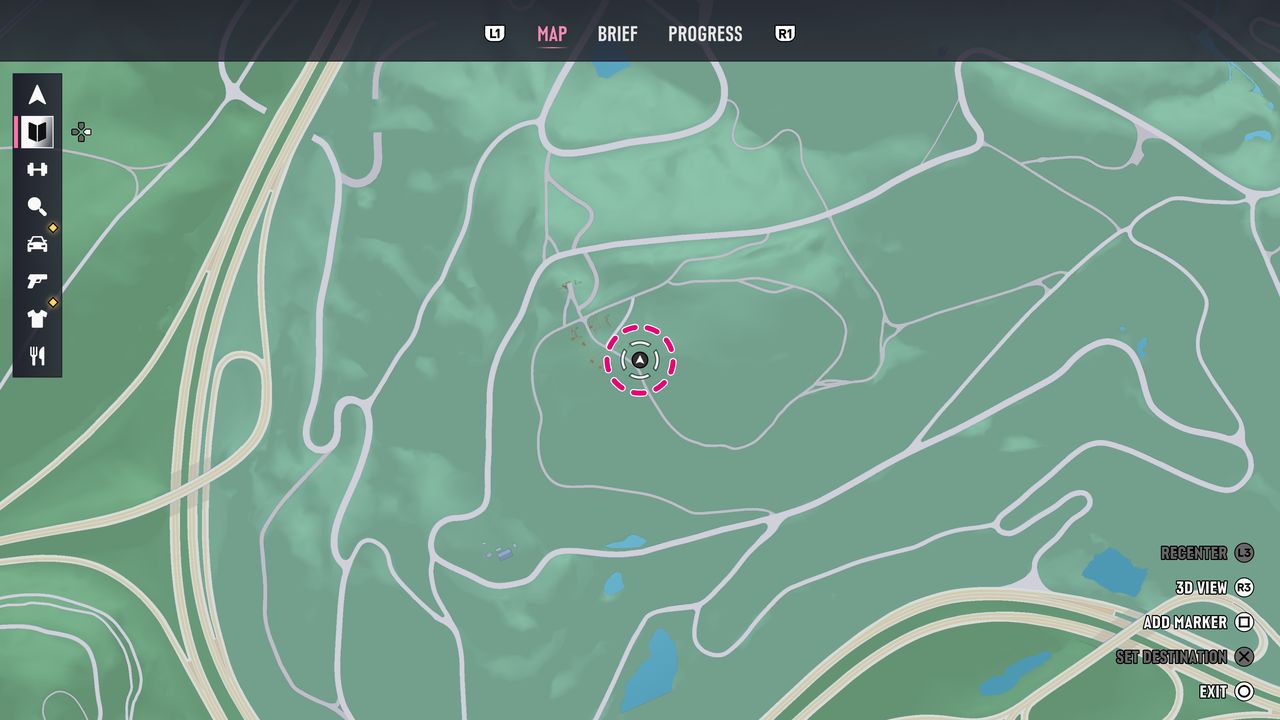 L1 MAP BRIEF PROGRESS R1
RECENTER L3
3D VIEW R3
ADD MARKER
SET DESTINATION
EXIT